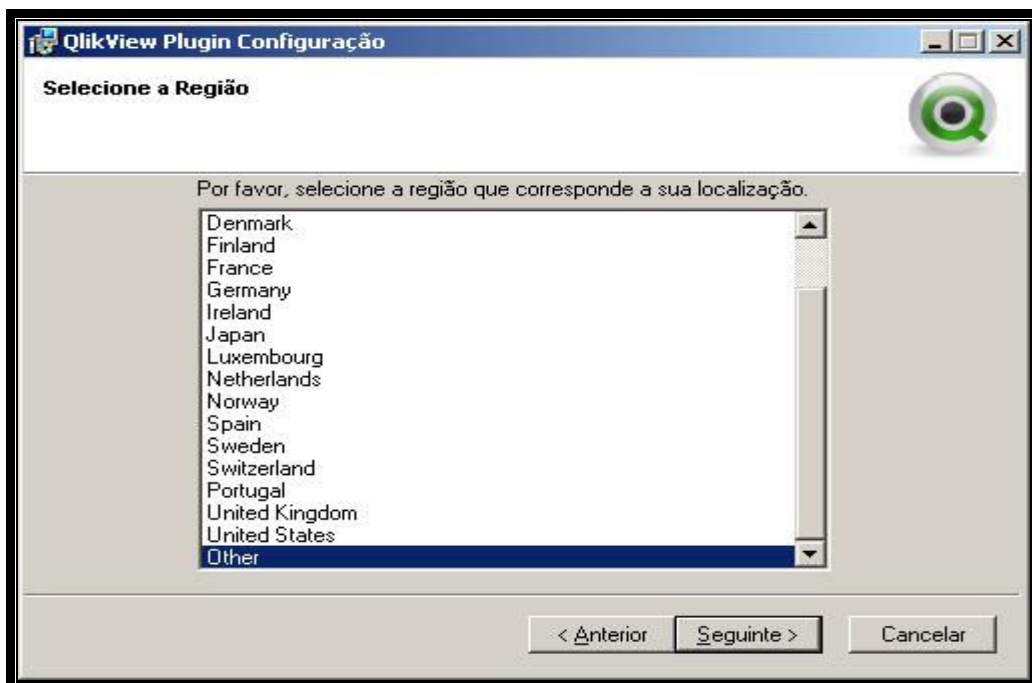 QlikView Plugin Configuração
Selecione a Região
Por favor, selecione a região que corresponde a sua localização.
Denmark
Finland
France
Germany
Ireland
Japan
Luxembourg
Netherlands
Norway
Spain
Sweden
Switzerland
Portugal
United Kingdom
United States
Other
< Anterior
Seguinte >
Cancelar